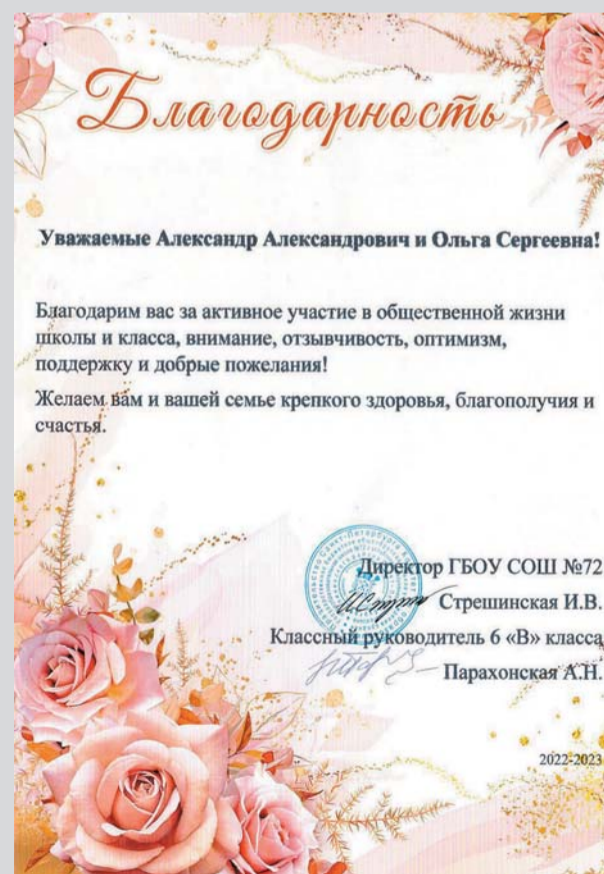 Благодарность
Уважаемые Александр Александрович и Ольга Сергеевна!
Благодарим вас за активное участие в общественной жизни
школы и класса, внимание, отзывчивость, оптимизм,
поддержку и добрые пожелания!
Желаем вам и вашей семье крепкого здоровья, благополучия и
счастья.
Директор ГБОУ СОШ №72
Стрешинская И.В.
Классный руководитель 6 «В» класса
Парахонская А.Н.
2022-2023